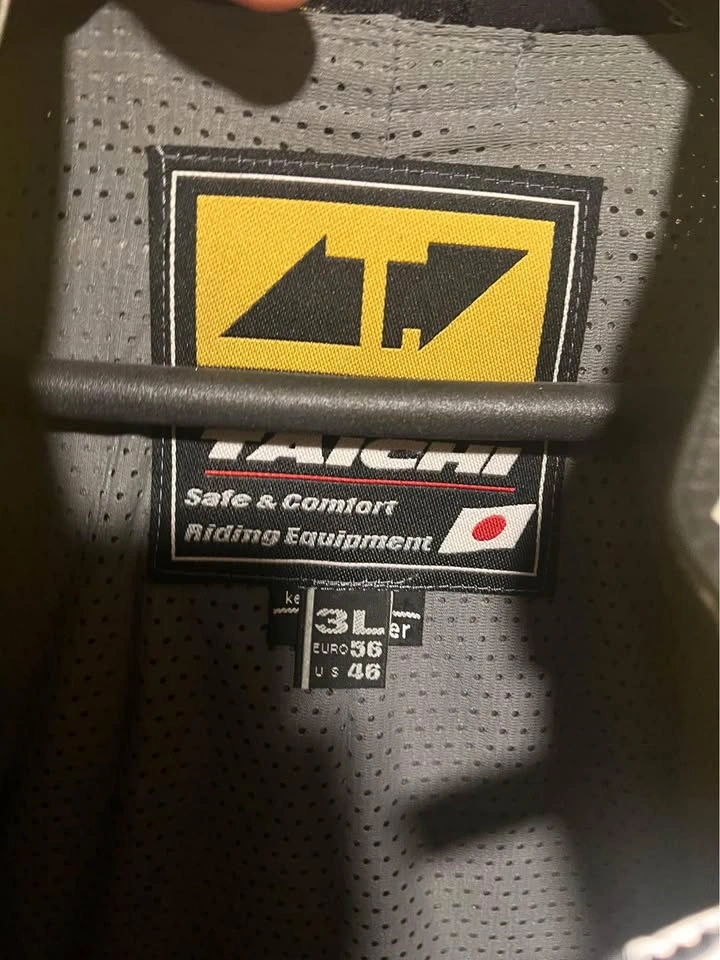 TAICHI
Safe & Comfort
Riding Equipment
3L
EURO 56
US 46